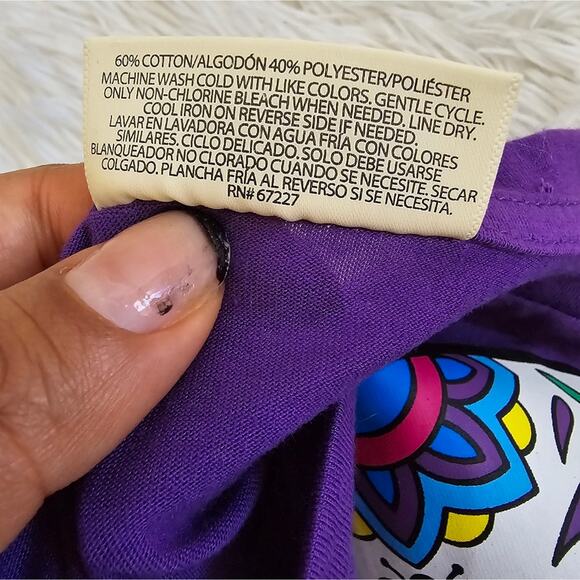 60% COTTON/ALGODÓN 40% POLYESTER/POLIÉSTER
MACHINE WASH COLD WITH LIKE COLORS. GENTLE CYCLE.
ONLY NON-CHLORINE BLEACH WHEN NEEDED. LINE DRY.
COOL IRON ON REVERSE SIDE IF NEEDED.
LAVAR EN LAVADORA CON AGUA FRÍA CON COLORES
SIMILARES. CICLO DELICADO. SOLO DEBE USARSE
BLANQUEADOR NO CLORADO CUANDO SE NECESITE. SECAR
COLGADO. PLANCHA FRÍA AL REVERSO SI SE NECESITA.
RN# 67227